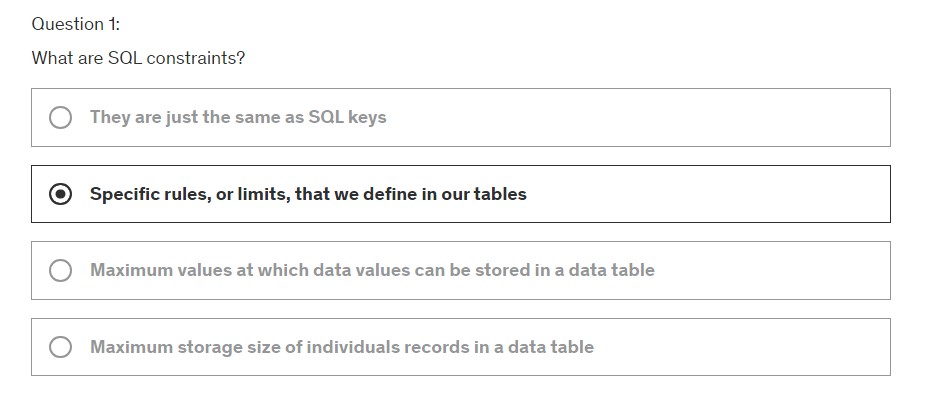 Question 1:
What are SQL constraints?
They are just the same as SQL keys
Specific rules, or limits, that we define in our tables
Maximum values at which data values can be stored in a data table
Maximum storage size of individuals records in a data table